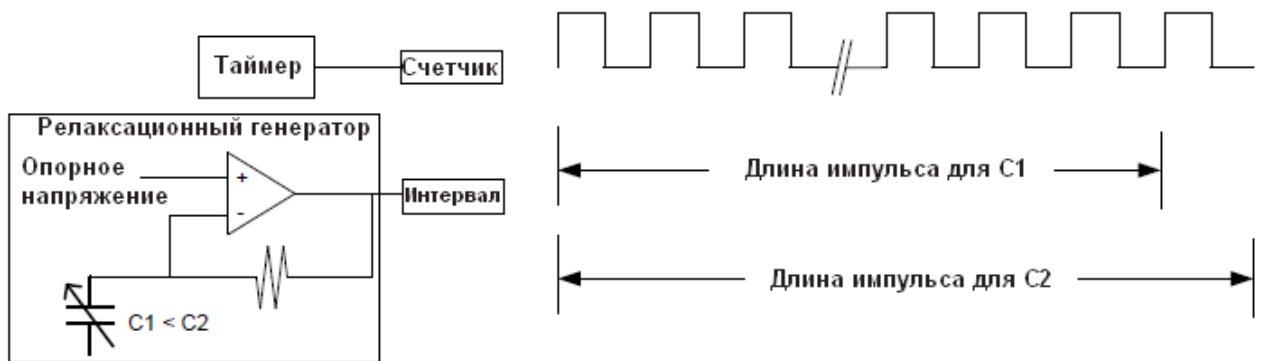 Таймер
Счетчик
Релаксационный генератор
Опорное
напряжение
+
-
Интервал
C1 < C2
Длина импульса для C1
Длина импульса для C2